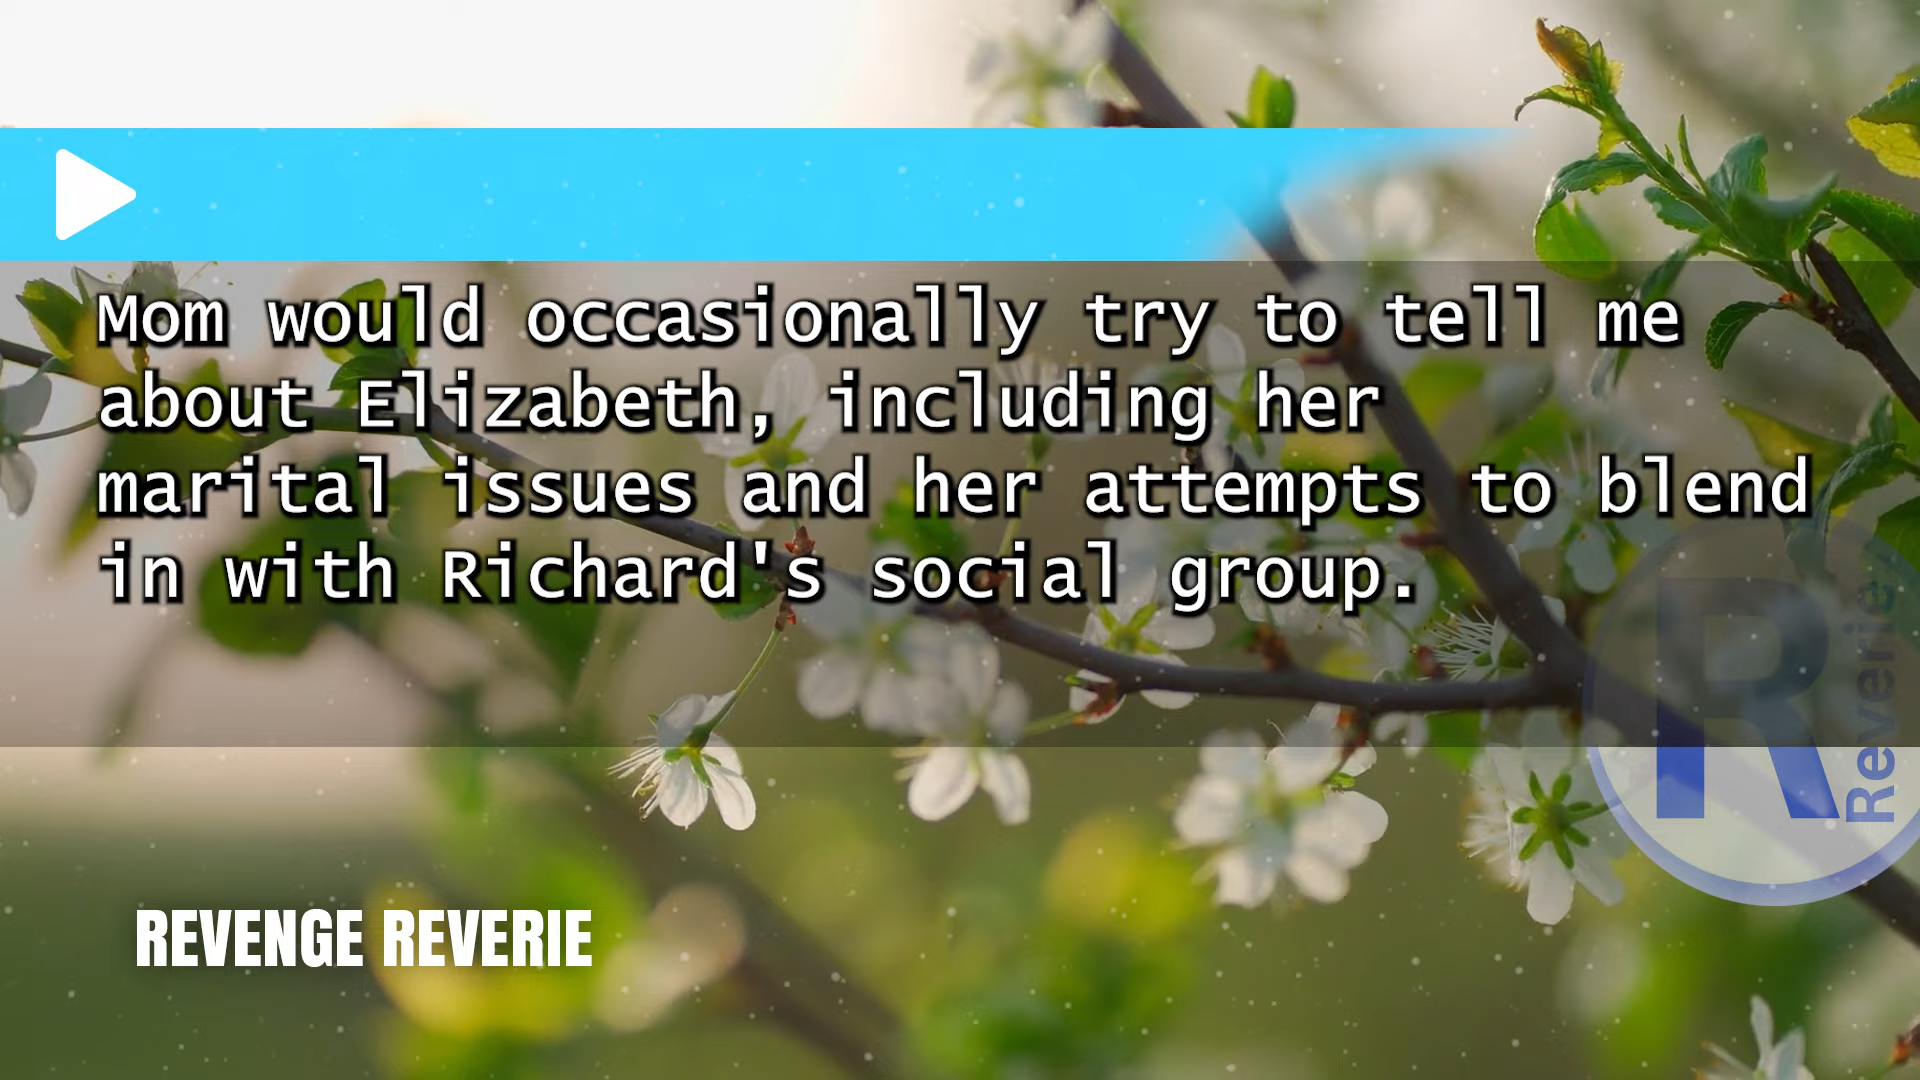 Mom would occasionally try to tell me
about Elizabeth, including her
marital issues and her attempts to blend
in with Richard's social group.
R
Reverie
REVENGE REVERIE